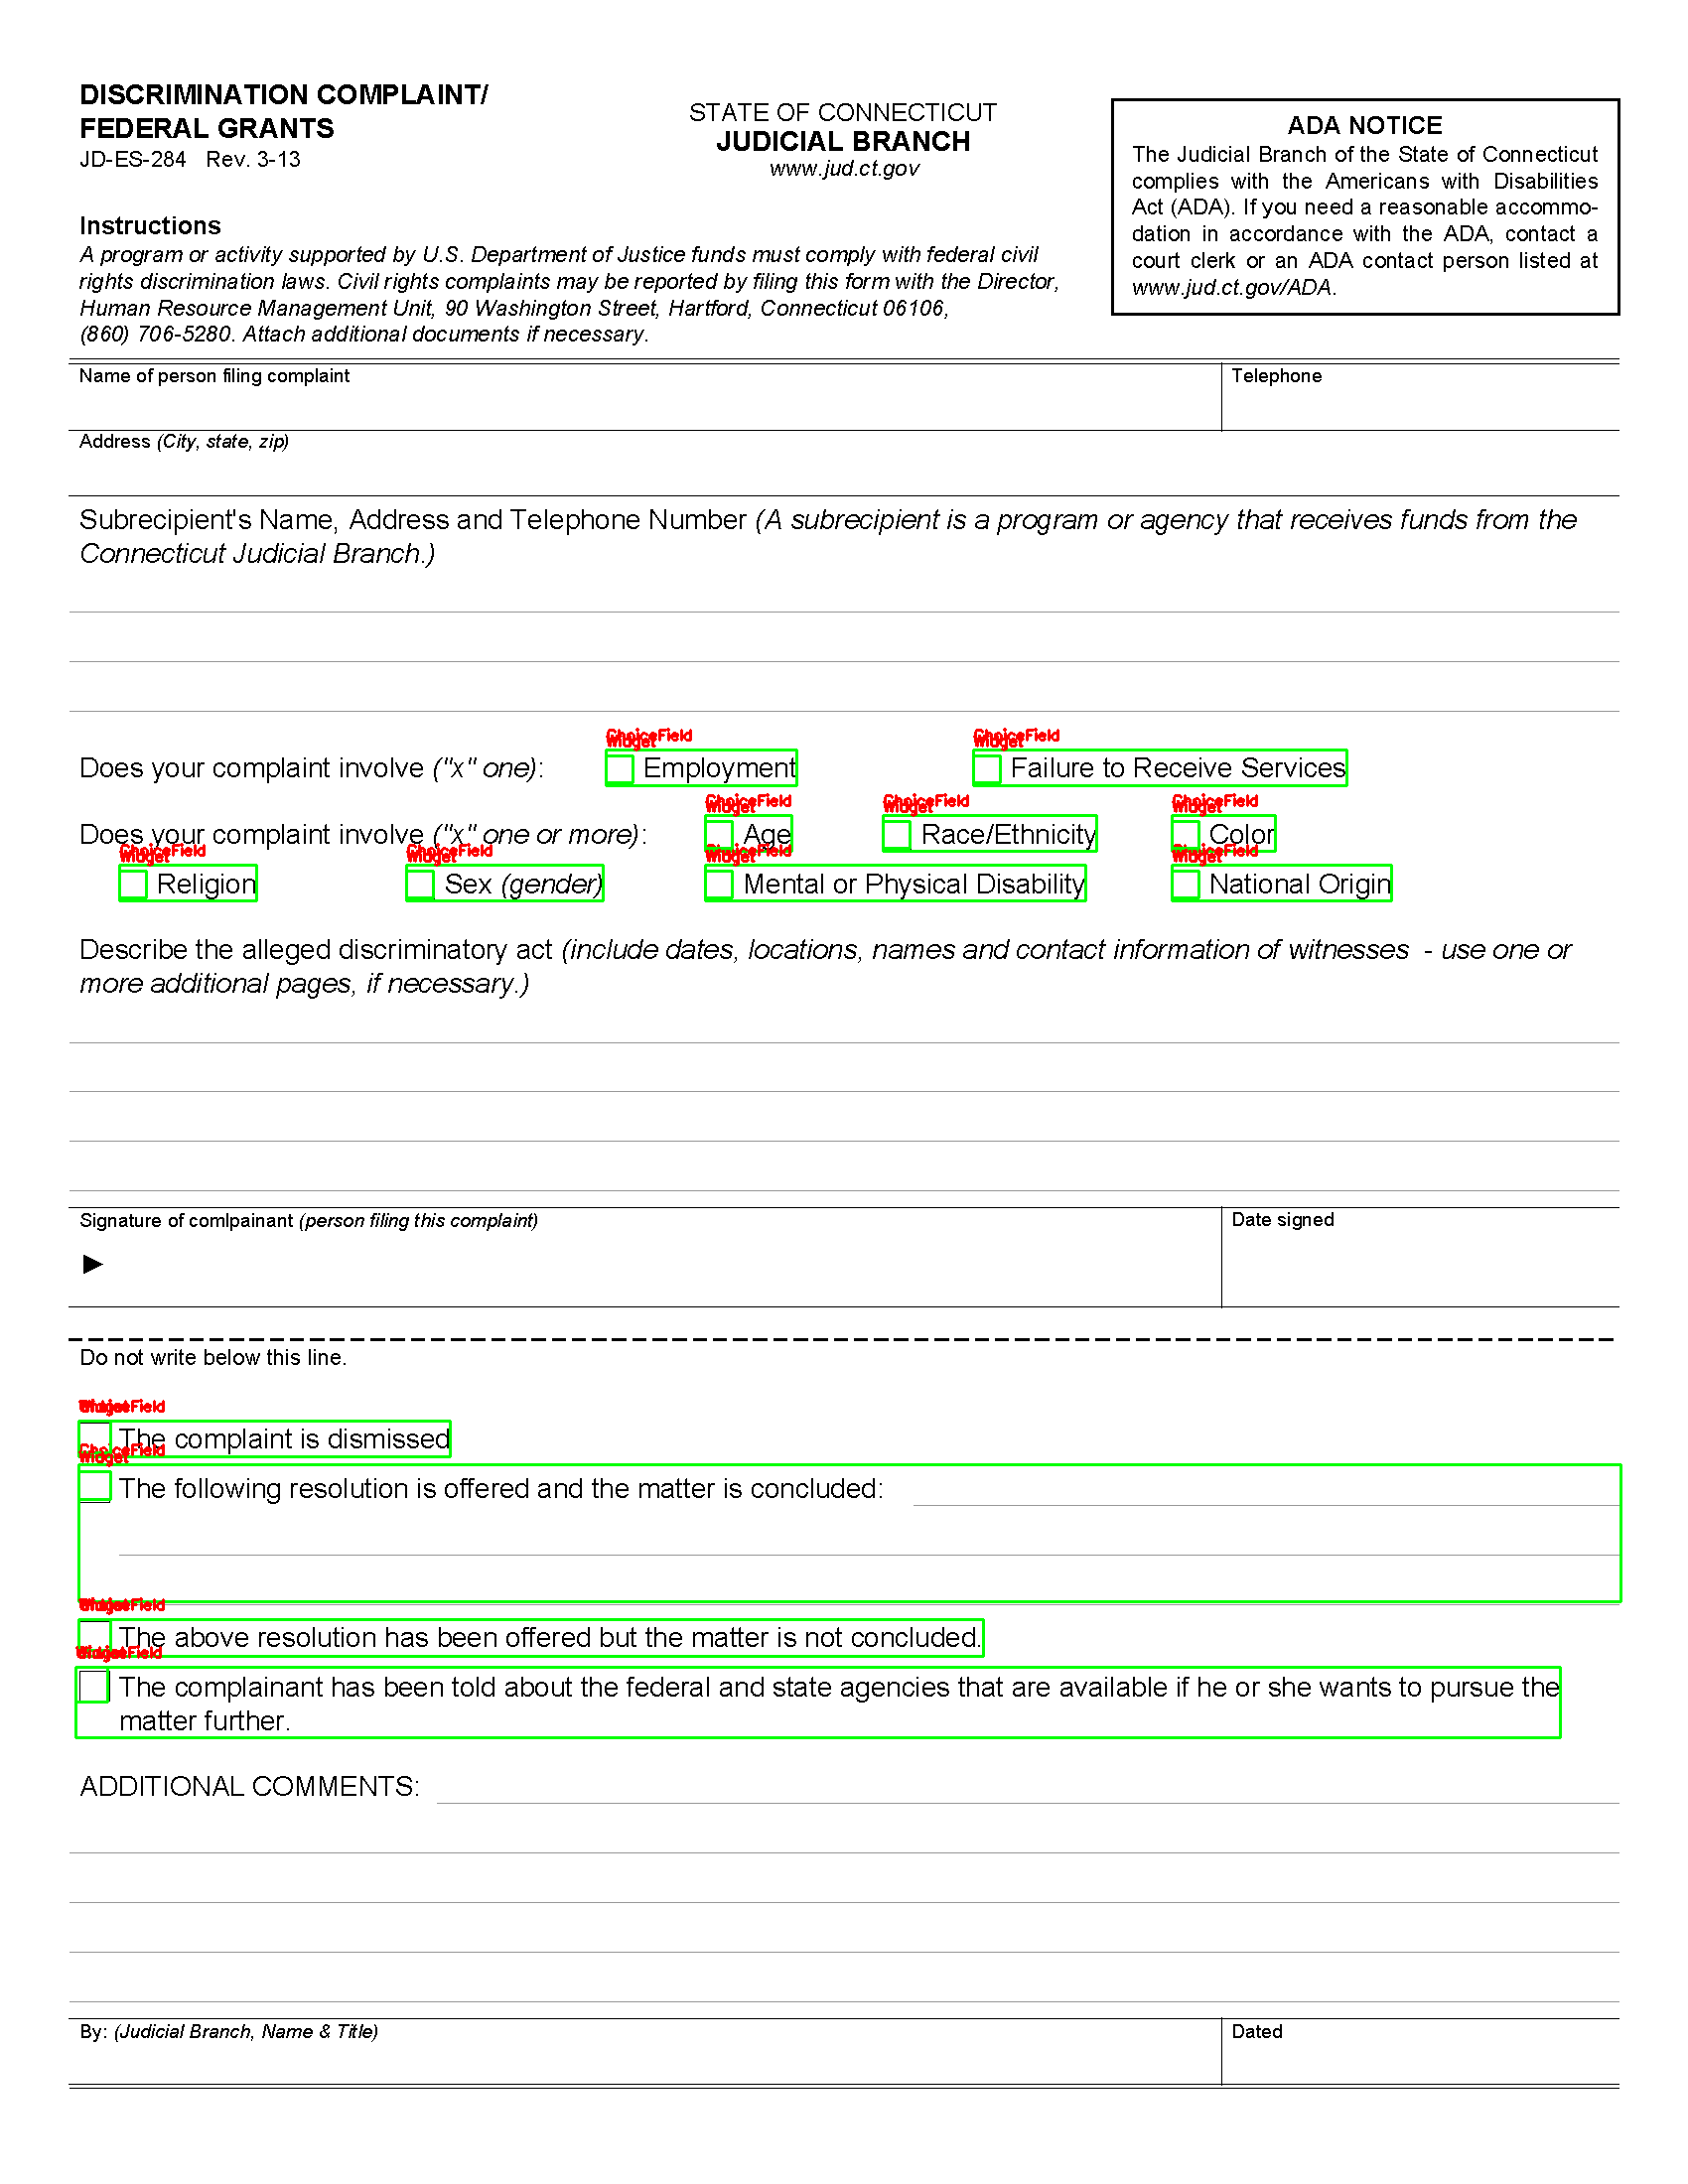 DISCRIMINATION COMPLAINT/
FEDERAL GRANTS
JD-ES-284 Rev. 3-13
STATE OF CONNECTICUT
JUDICIAL BRANCH
www.jud.ct.gov
ADA NOTICE
The Judicial Branch of the State of Connecticut
complies with the Americans with Disabilities
Act (ADA). If you need a reasonable accommo-
dation in accordance with the ADA, contact a
court clerk or an ADA contact person listed at
www.jud.ct.gov/ADA.
Instructions
A program or activity supported by U.S. Department of Justice funds must comply with federal civil
rights discrimination laws. Civil rights complaints may be reported by filing this form with the Director,
Human Resource Management Unit, 90 Washington Street, Hartford, Connecticut 06106,
(860) 706-5280. Attach additional documents if necessary.
Name of person filing complaint
Telephone
Address (City, state, zip)
Subrecipient's Name, Address and Telephone Number (A subrecipient is a program or agency that receives funds from the
Connecticut Judicial Branch.)
ChoiceField
Widget
ChoiceField
Widget
Does your complaint involve ("x" one): Employment Failure to Receive Services
ChoiceField
Widget
ChoiceField
Widget
ChoiceField
Widget
Does your complaint involve ("x" one or more): Age Race/Ethnicity Color
ChoiceField
Widget
ChoiceField
Widget
ChoiceField
Widget
ChoiceField
Widget
Religion Sex (gender) Mental or Physical Disability National Origin
Describe the alleged discriminatory act (include dates, locations, names and contact information of witnesses - use one or
more additional pages, if necessary.)
Signature of comlpainant (person filing this complaint)
Date signed
Do not write below this line.
ChoiceField
Widget
The complaint is dismissed
ChoiceField
Widget
The following resolution is offered and the matter is concluded:
ChoiceField
Widget
The above resolution has been offered but the matter is not concluded.
ChoiceField
Widget
The complainant has been told about the federal and state agencies that are available if he or she wants to pursue the
matter further.
ADDITIONAL COMMENTS:
By: (Judicial Branch, Name & Title)
Dated